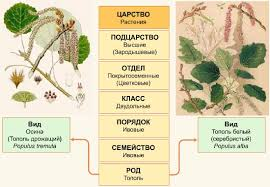 ЦАРСТВО
Растения
ПОДЦАРСТВО
Высшие
(Зародышевые)
ОТДЕЛ
Покрытосеменные
(Цветковые)
КЛАСС
Двудольные
ПОРЯДОК
Ивовые
СЕМЕЙСТВО
Ивовые
РОД
Тополь
Вид
Осина
(Тополь дрожащий)
Populus tremula
Вид
Тополь белый
(серебристый)
Populus alba